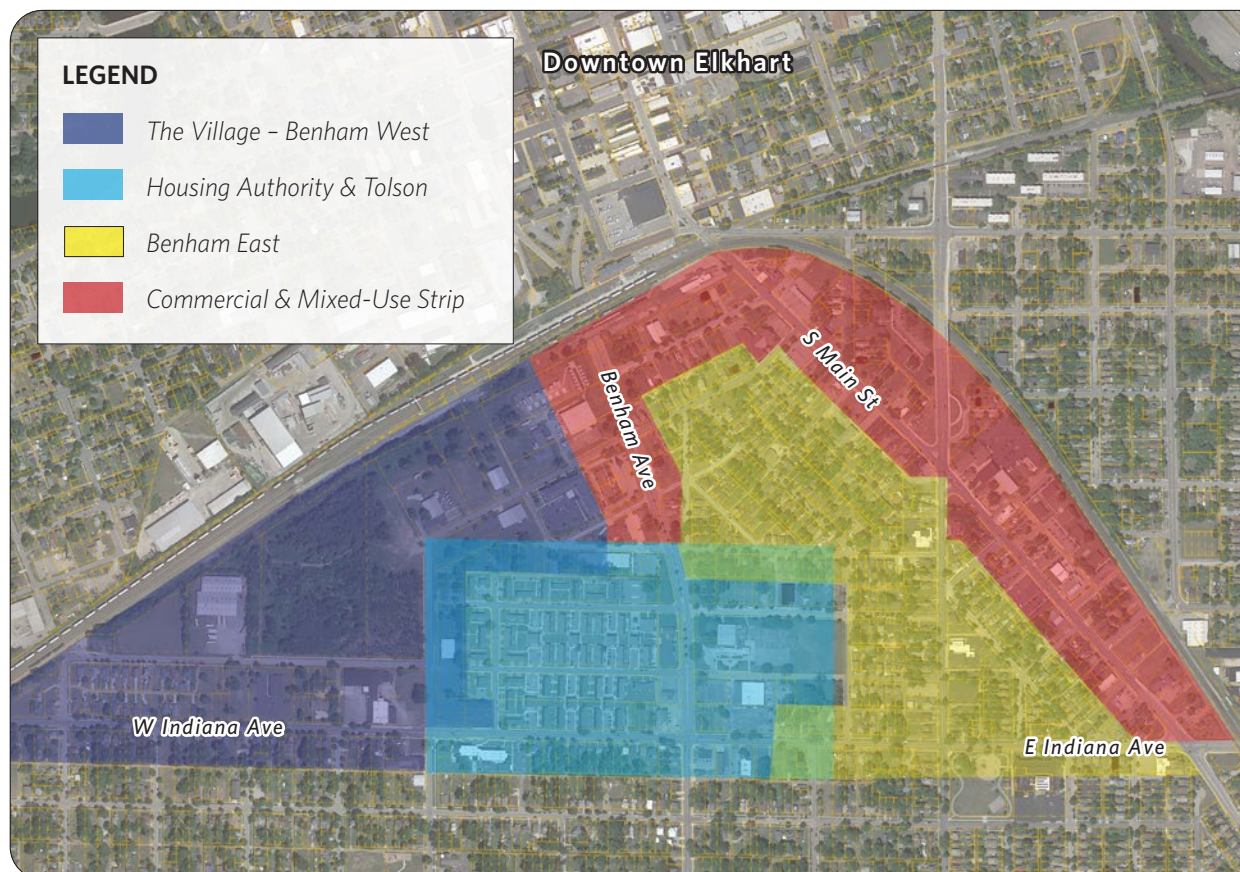 Downtown Elkhart
LEGEND
The Village – Benham West
Housing Authority & Tolson
Benham East
Commercial & Mixed-Use Strip
S Main St
Benham Ave
W Indiana Ave
E Indiana Ave